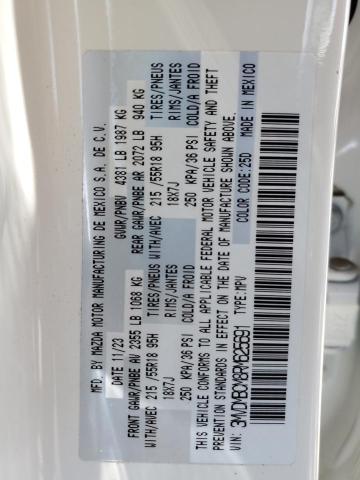 MFD. BY MAZDA MOTOR MANUFACTURING DE MEXICO S.A. DE C.V.
DATE 11/23 GVWR/PNBV 4381 LB 1987 KG
FRONT GAWR/PNBE AV 2355 LB 1068 KG REAR GAWR/PNBE AR 2072 LB 940 KG
WITH/AVEC 215 /55R18 95H TIRES/PNEUS WITH/AVEC 215 /55R18 95H TIRES/PNEUS
18X7J RIMS/JANTES 18X7J RIMS/JANTES
250 KPA/36 PSI COLD/A FROID 250 KPA/36 PSI COLD/A FROID
THIS VEHICLE CONFORMS TO ALL APPLICABLE FEDERAL MOTOR VEHICLE SAFETY AND THEFT
PREVENTION STANDARDS IN EFFECT ON THE DATE OF MANUFACTURE SHOWN ABOVE.
VIN: TYPE: MPV COLOR CODE: 25D MADE IN MEXICO